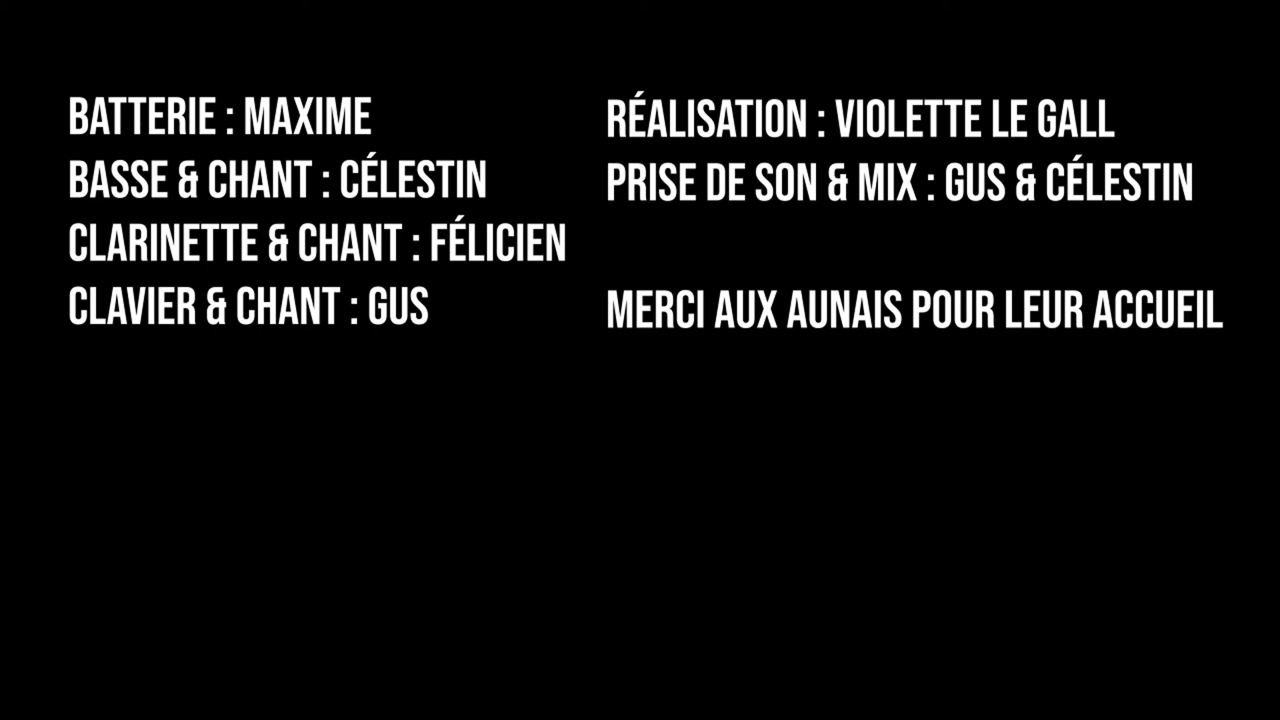 BATTERIE : MAXIME
BASSE & CHANT : CÉLESTIN
CLARINETTE & CHANT : FÉLICIEN
CLAVIER & CHANT : GUS
RÉALISATION : VIOLETTE LE GALL
PRISE DE SON & MIX : GUS & CÉLESTIN
MERCI AUX AUNAIS POUR LEUR ACCUEIL